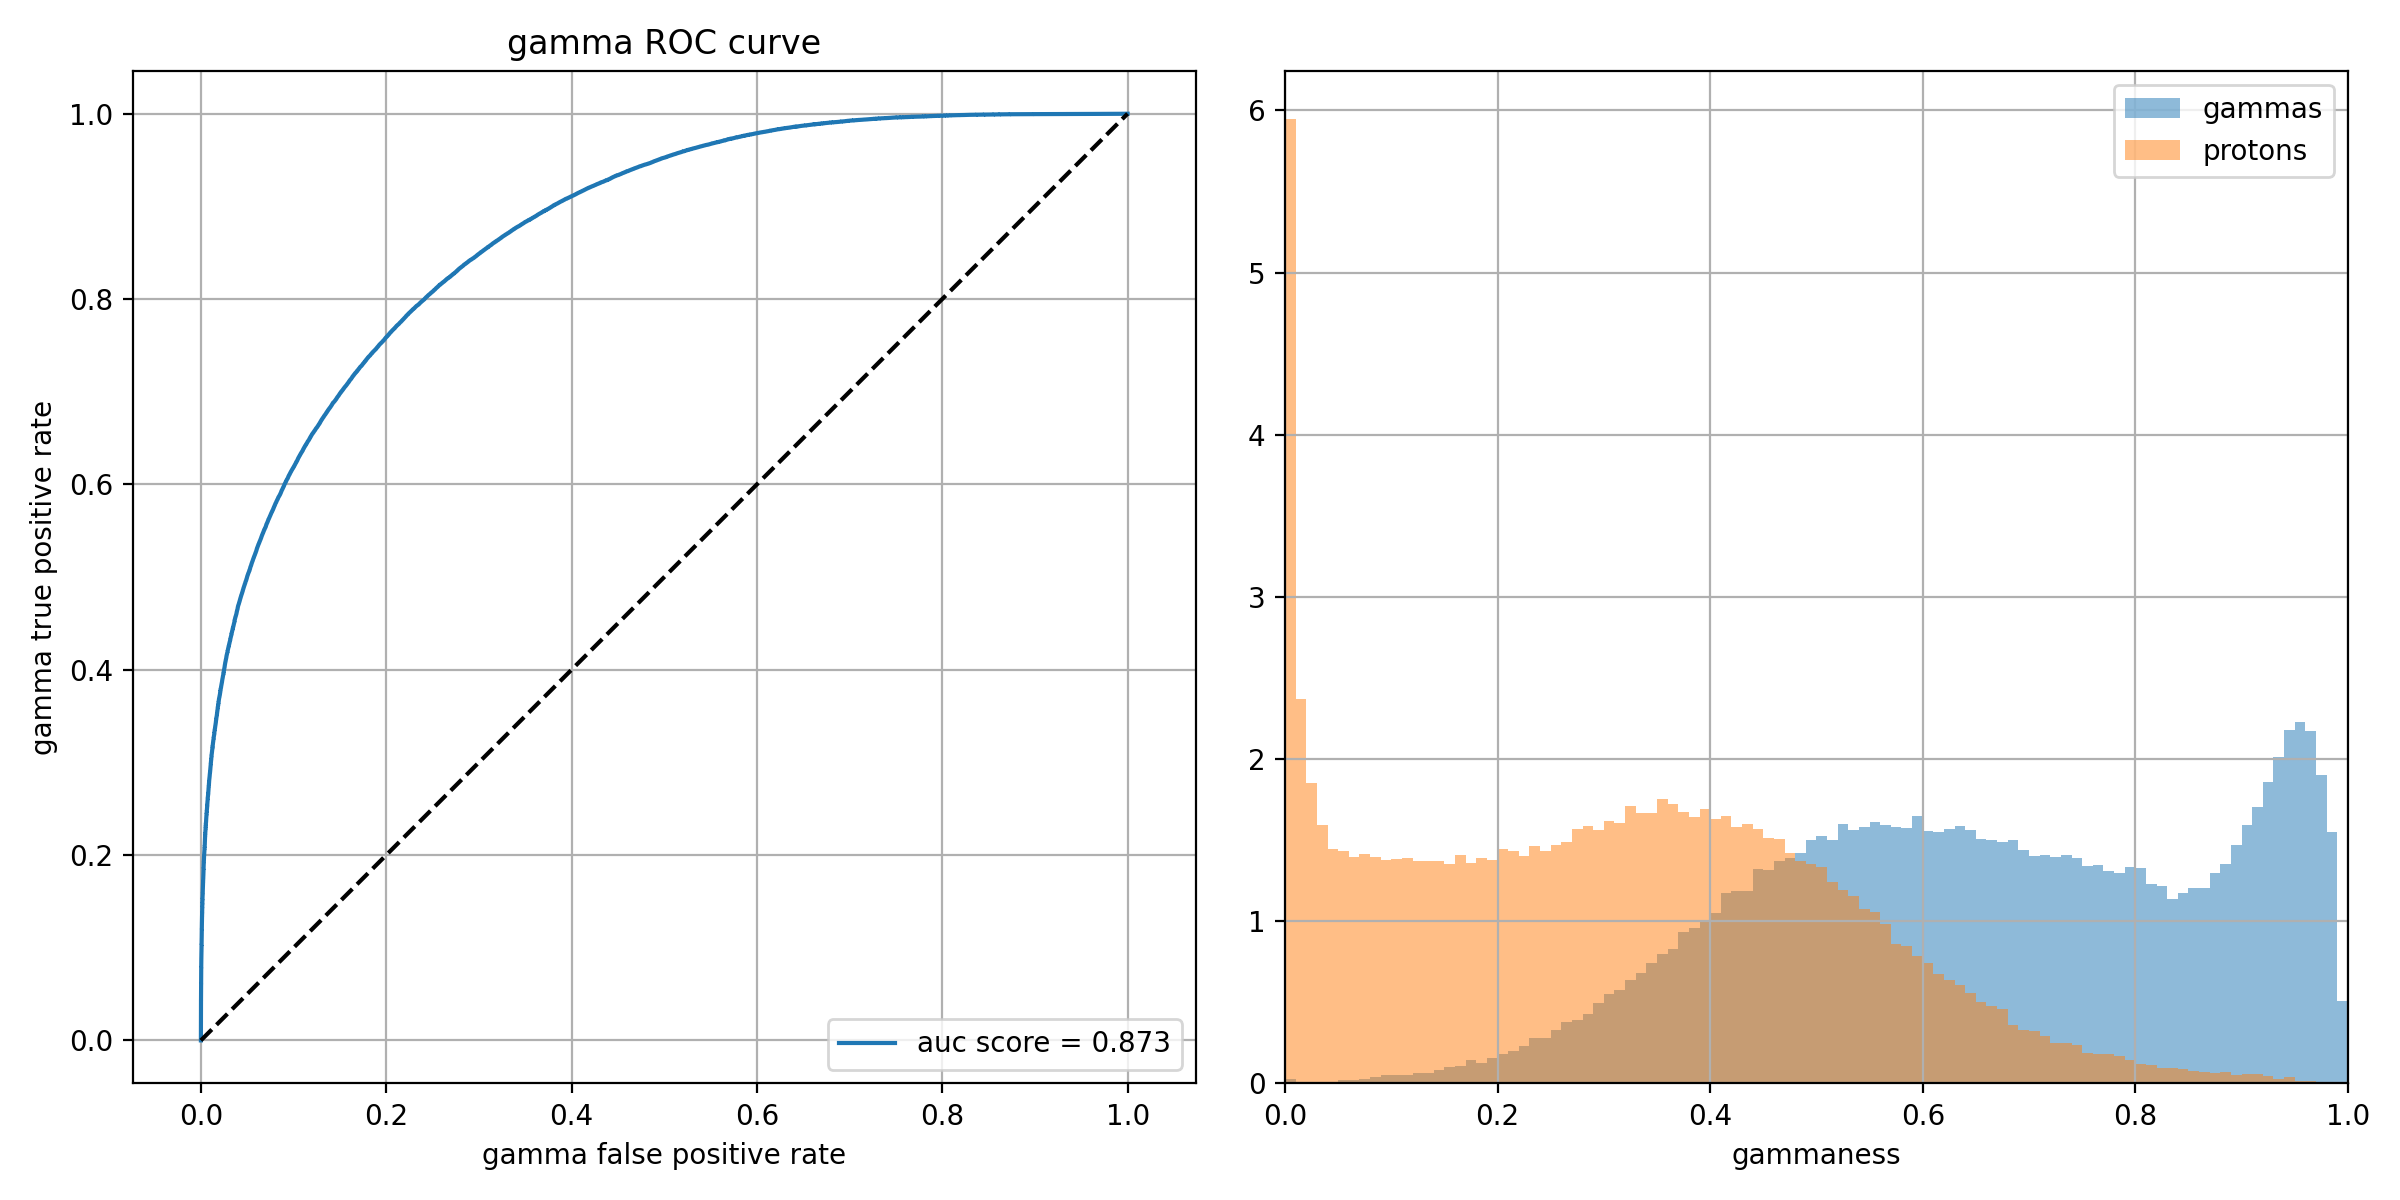 gamma ROC curve
gamma true positive rate
1.0
0.8
0.6
0.4
0.2
0.0
auc score = 0.873
0.0 0.2 0.4 0.6 0.8 1.0
gamma false positive rate
6
5
4
3
2
1
0
gammas
protons
0.0 0.2 0.4 0.6 0.8 1.0
gammaness